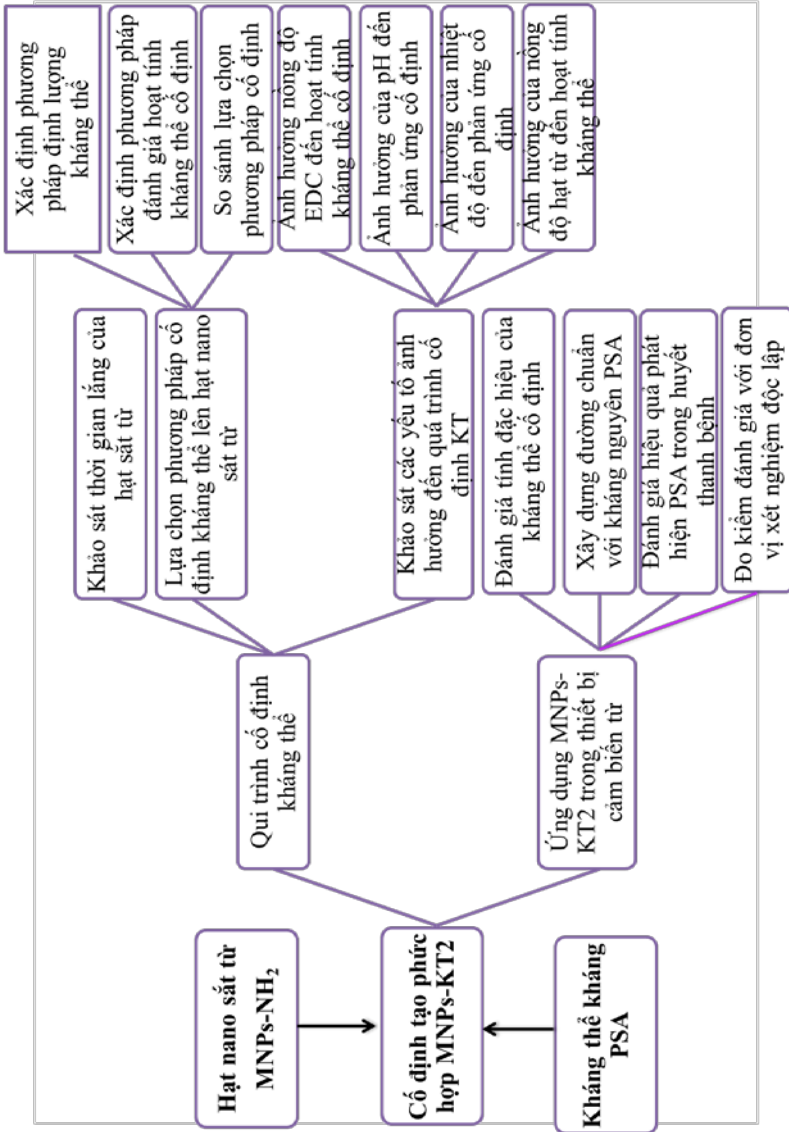 Hạt nano sắt từ
MNPs-NH₂
Cố định tạo phức
hợp MNPs-KT2
Kháng thể kháng
PSA
Qui trình cố định
kháng thể
Ứng dụng MNPs-
KT2 trong thiết bị
cảm biến từ
Khảo sát thời gian lắng của
hạt sắt từ
Lựa chọn phương pháp cố
định kháng thể lên hạt nano
sắt từ
Khảo sát các yếu tố ảnh
hưởng đến quá trình cố
định KT
Đánh giá tính đặc hiệu của
kháng thể cố định
Xây dựng đường chuẩn
với kháng nguyên PSA
Đánh giá hiệu quả phát
hiện PSA trong huyết
thanh bệnh
Đo kiểm đánh giá với đơn
vị xét nghiệm độc lập
Xác định phương
pháp định lượng
kháng thể
Xác định phương pháp
đánh giá hoạt tính
kháng thể cố định
So sánh lựa chọn
phương pháp cố định
Ảnh hưởng nồng độ
EDC đến hoạt tính
kháng thể cố định
Ảnh hưởng của pH đến
phản ứng cố định
Ảnh hưởng của nhiệt
độ đến phản ứng cố
định
Ảnh hưởng của nồng
độ hạt từ đến hoạt tính
kháng thể